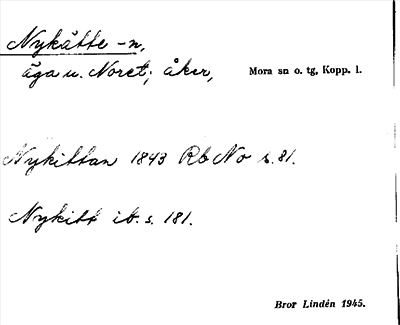 Nykätte -n,
äga u. Noret; åker,
Mora sn o. tg, Kopp. l.
Nykittan 1843 Rb No s. 81.
Nykitt ib. s. 181.
Bror Lindén 1945.